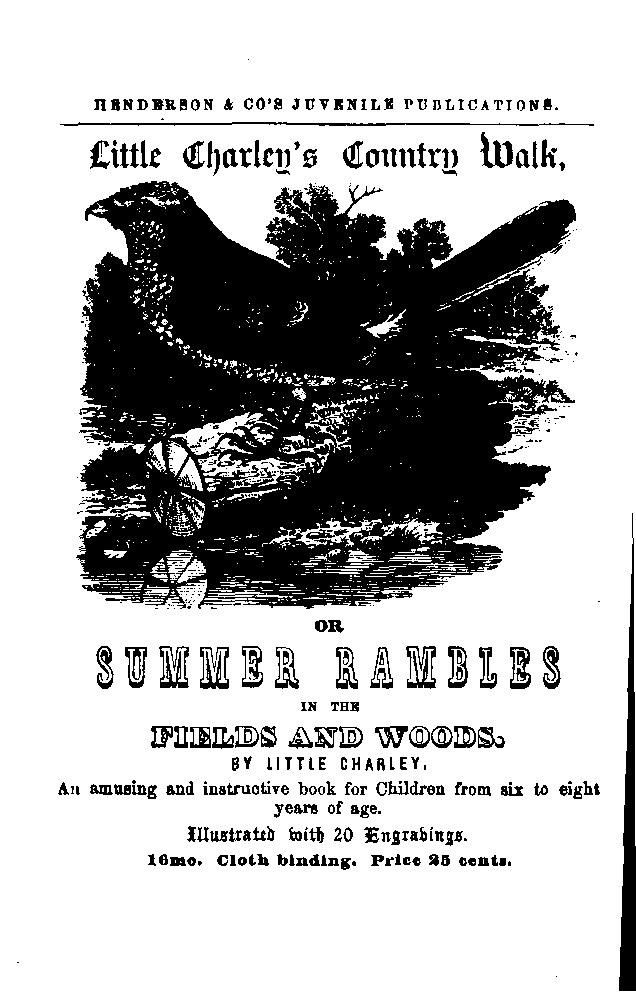 HENDERSON & CO'S JUVENILE PUBLICATIONS.
Little Charley's Country Walk,
OR
SUMMER RAMBLES
IN THE
FIELDS AND WOODS.
BY LITTLE CHARLEY.
An amusing and instructive book for Children from six to eight
years of age.
Illustrated with 20 Engravings.
16mo. Cloth binding. Price 25 cents.